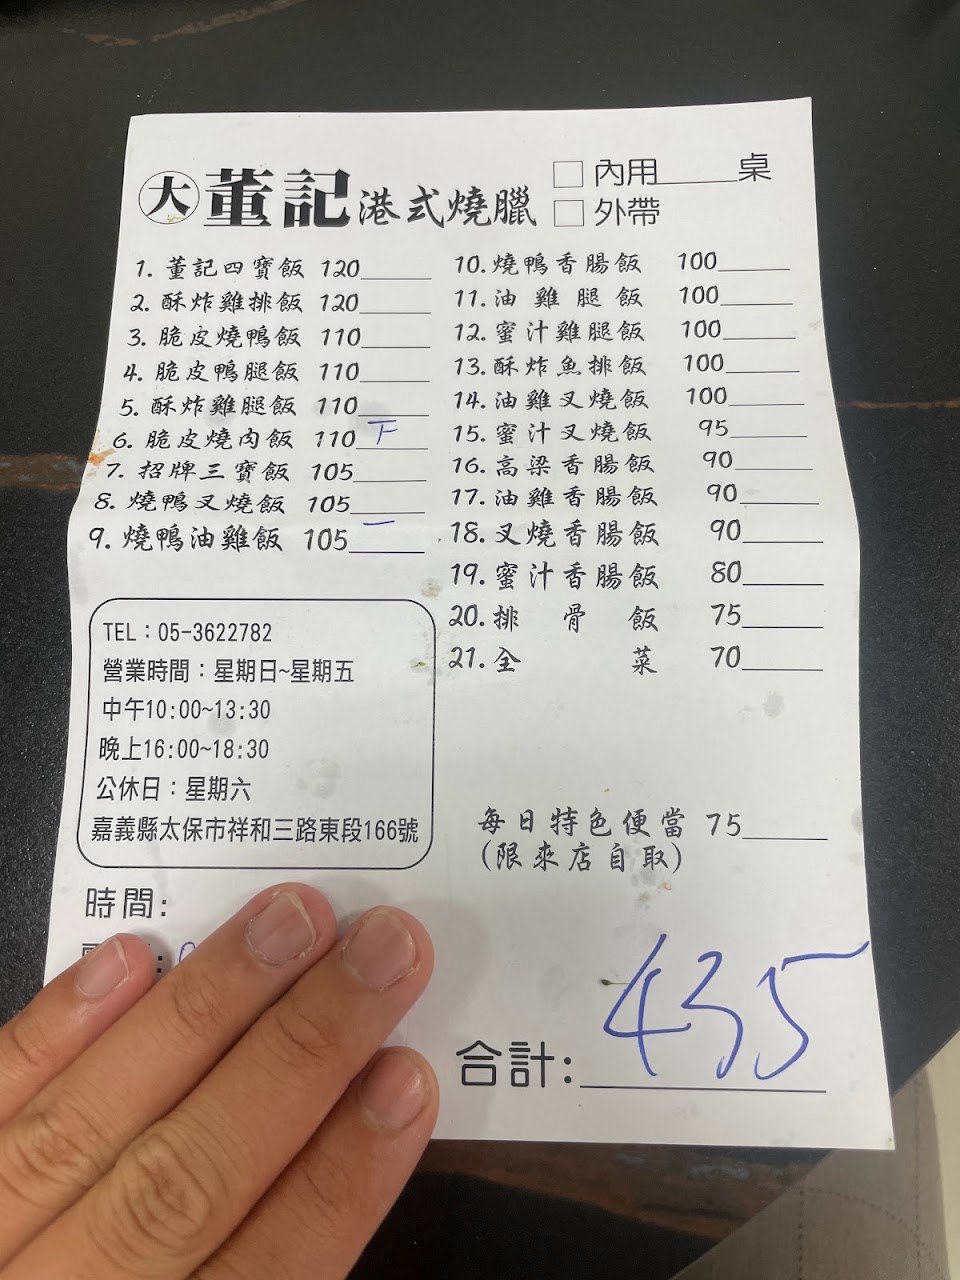 大 董記 港式燒臘
□ 內用____桌
□ 外帶
1. 董記四寶飯 120
2. 酥炸雞排飯 120
3. 脆皮燒鴨飯 110
4. 脆皮鴨腿飯 110
5. 酥炸雞腿飯 110
6. 脆皮燒肉飯 110 下
7. 招牌三寶飯 105
8. 燒鴨叉燒飯 105
9. 燒鴨油雞飯 105 一
10. 燒鴨香腸飯 100
11. 油雞腿飯 100
12. 蜜汁雞腿飯 100
13. 酥炸魚排飯 100
14. 油雞叉燒飯 100
15. 蜜汁叉燒飯 95
16. 高梁香腸飯 90
17. 油雞香腸飯 90
18. 叉燒香腸飯 90
19. 蜜汁香腸飯 80
20. 排骨飯 75
21. 全菜 70
TEL：05-3622782
營業時間：星期日~星期五
中午10:00~13:30
晚上16:00~18:30
公休日：星期六
嘉義縣太保市祥和三路東段166號
每日特色便當 75
(限來店自取)
時間:
合計: 435